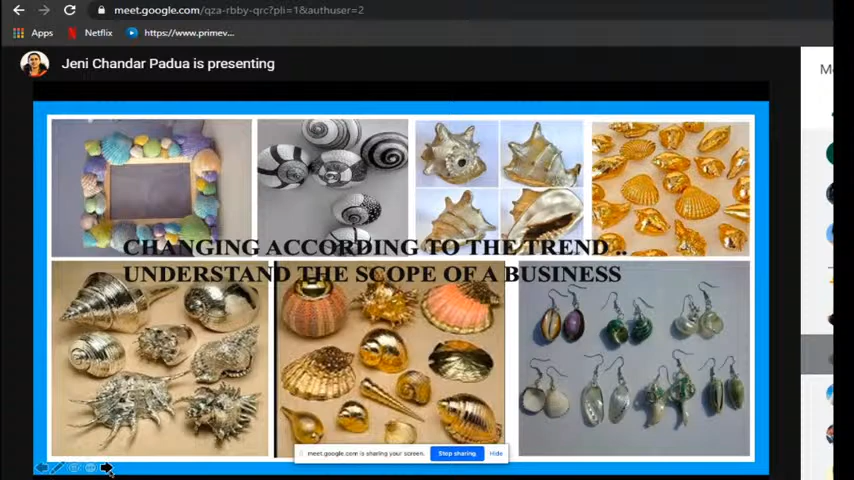 meet.google.com/qza-rbby-qrc?pli=1&authuser=2
Apps
Netflix
https://www.primev...
Jeni Chandar Padua is presenting
CHANGING ACCORDING TO THE TREND ..
UNDERSTAND THE SCOPE OF A BUSINESS
meet.google.com is sharing your screen.
Stop sharing
Hide